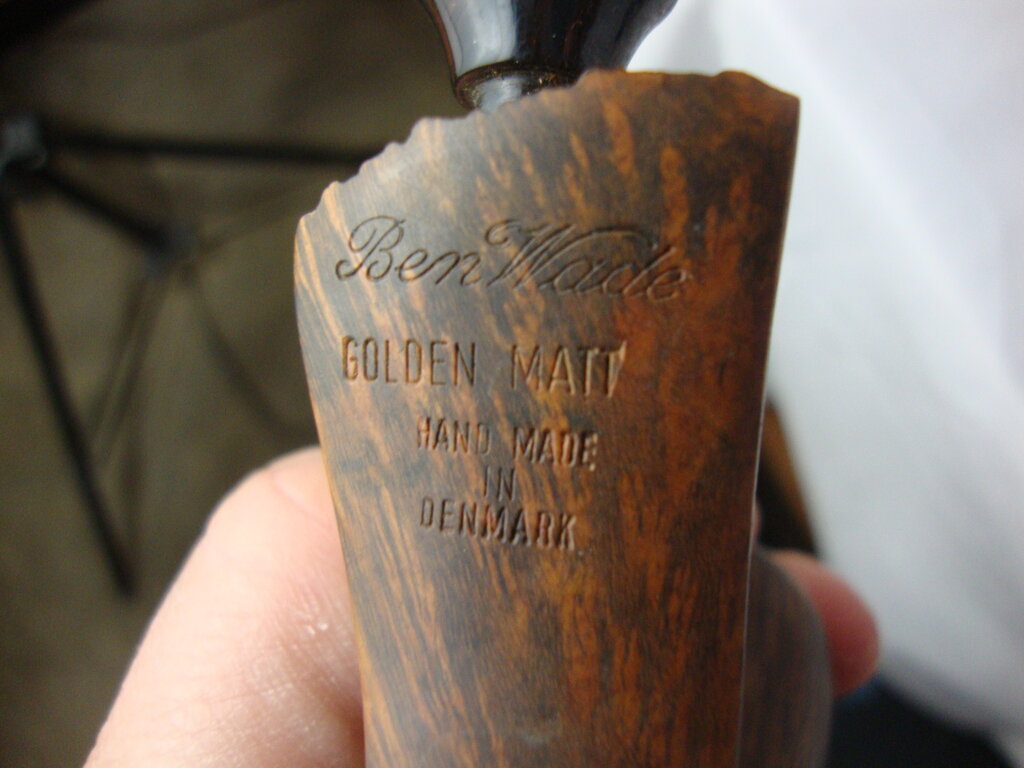 Ben Wade
GOLDEN MATT
HAND MADE
IN
DENMARK